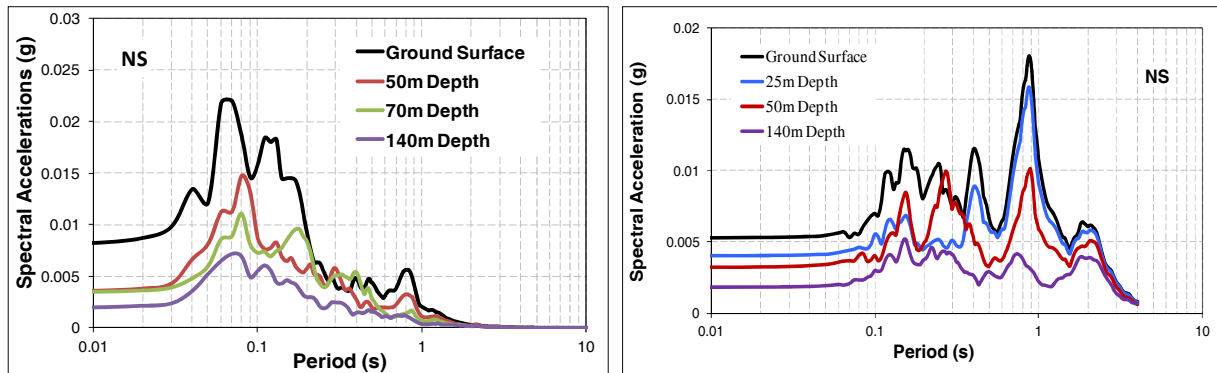 0.03
0.025
0.02
0.015
0.01
0.005
0
Spectral Accelerations (g)
NS
Ground Surface
50m Depth
70m Depth
140m Depth
0.01
0.1
1
10
Period (s)
0.02
0.015
0.01
0.005
0
Spectral Acceleration (g)
Ground Surface
25m Depth
50m Depth
140m Depth
NS
0.01
0.1
1
10
Period (s)